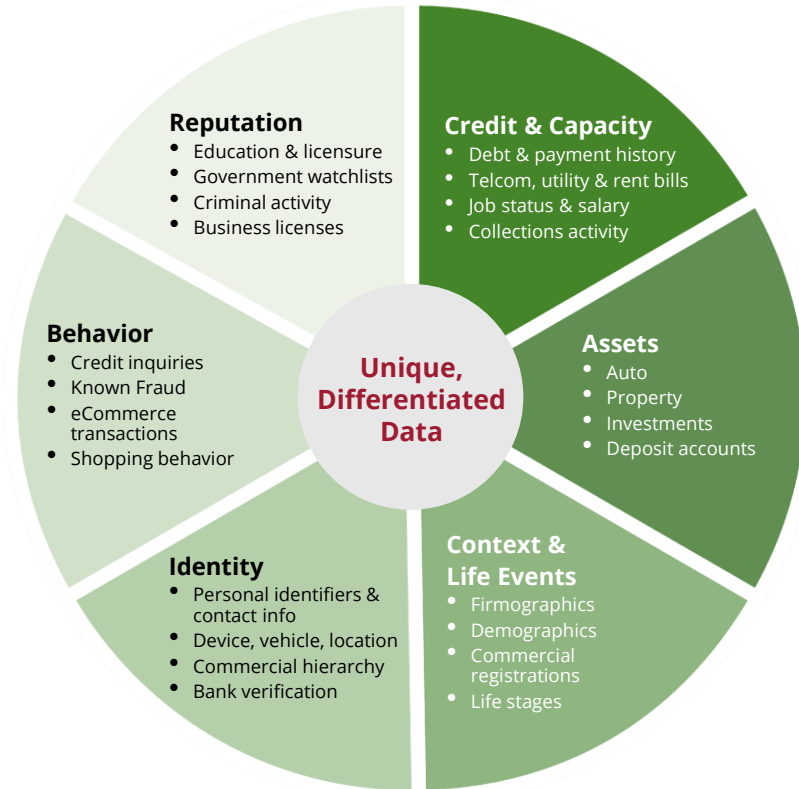 Reputation
• Education & licensure
• Government watchlists
• Criminal activity
• Business licenses
Credit & Capacity
• Debt & payment history
• Telcom, utility & rent bills
• Job status & salary
• Collections activity
Behavior
• Credit inquiries
• Known Fraud
• eCommerce
transactions
• Shopping behavior
Unique,
Differentiated
Data
Assets
• Auto
• Property
• Investments
• Deposit accounts
Identity
• Personal identifiers &
contact info
• Device, vehicle, location
• Commercial hierarchy
• Bank verification
Context &
Life Events
• Firmographics
• Demographics
• Commercial
registrations
• Life stages